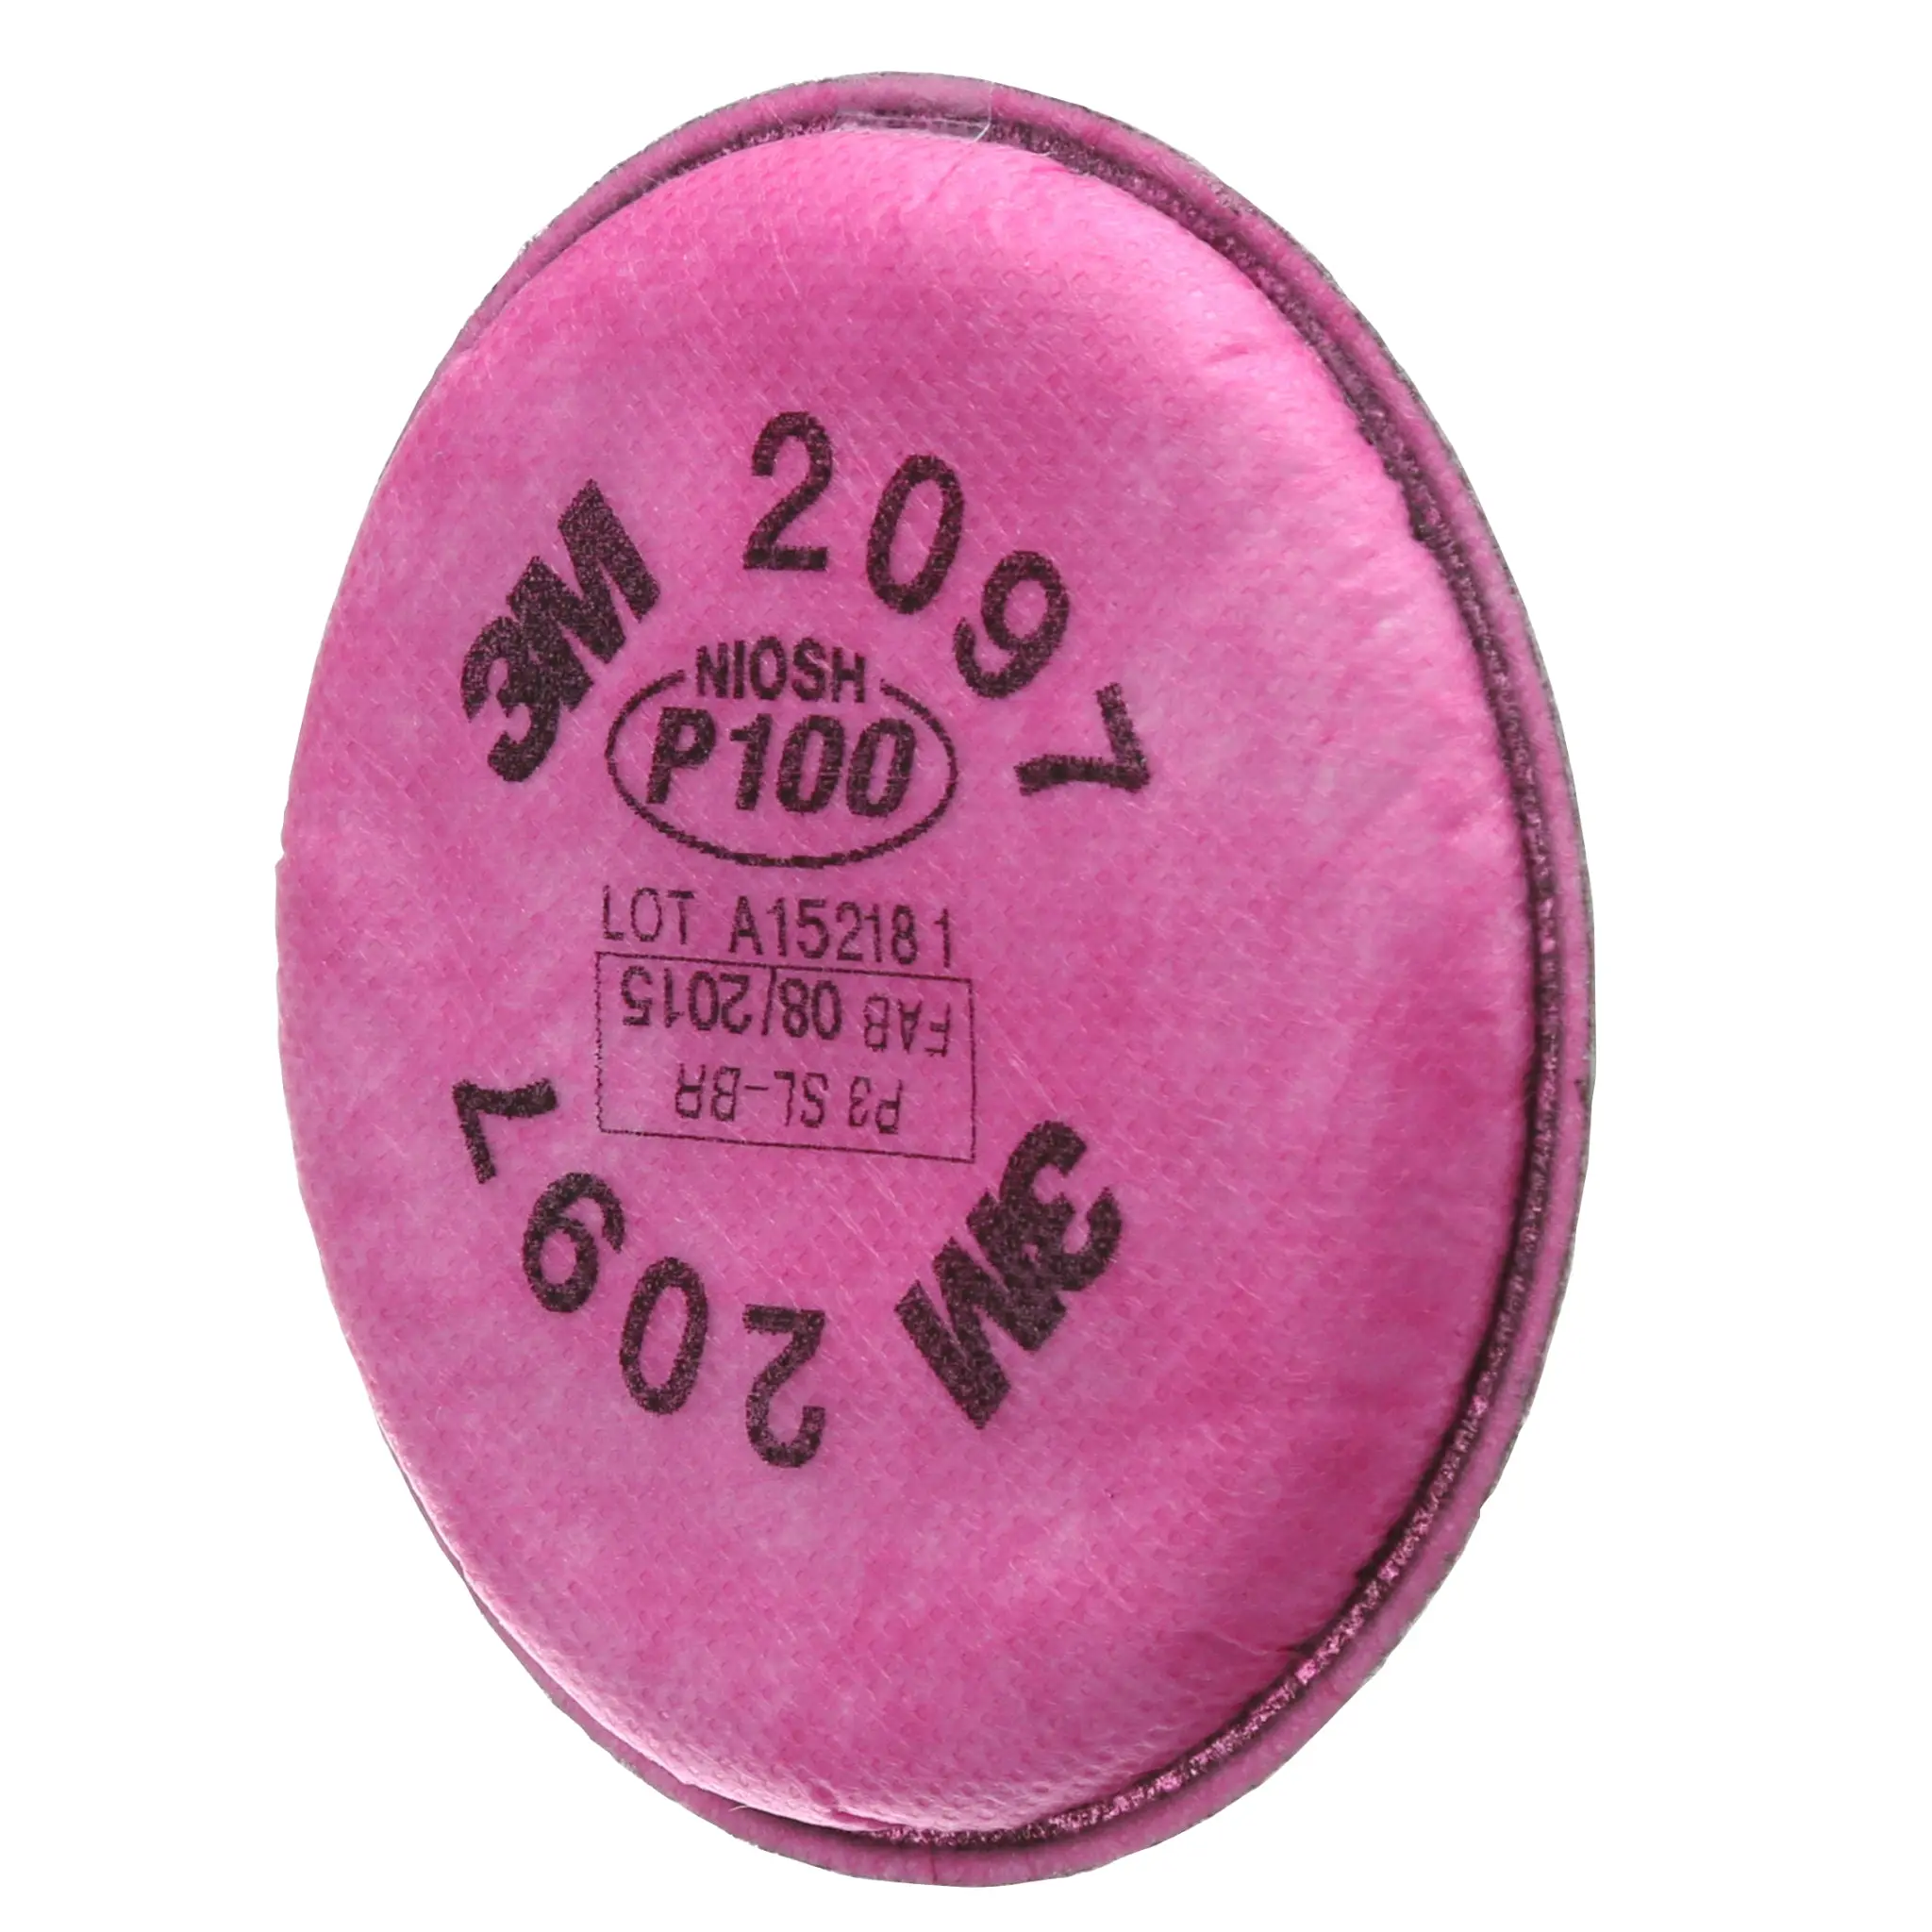 3M 2097
NIOSH
P100
LOT A152181
P3 SL-BR
FAB 08/2015
3M 2097